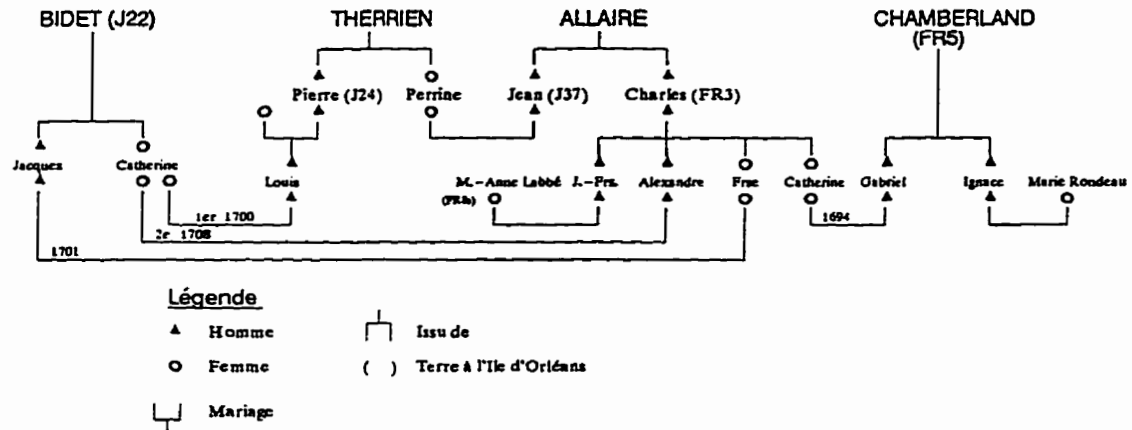 BIDET (J22) THERRIEN ALLAIRE CHAMBERLAND
(FR5)
Pierre (J24) Perrine Jean (J37) Charles (FR3)
Jacques Catherine Louis M.-Anne Labbé J.-Frs. Alexandre Frse Catherine Gabriel Ignace Marie Rondeau
1er 1700 1694
2e 1708
1701
Légende
Homme Issu de
Femme ( ) Terre à l'Ile d'Orléans
Mariage